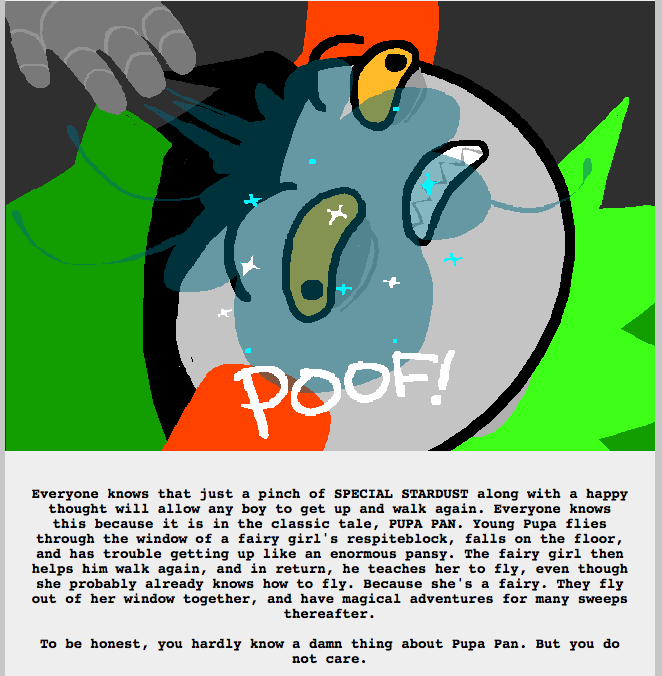 POOF!
Everyone knows that just a pinch of SPECIAL STARDUST along with a happy
thought will allow any boy to get up and walk again. Everyone knows
this because it is in the classic tale, PUPA PAN. Young Pupa flies
through the window of a fairy girl's respiteblock, falls on the floor,
and has trouble getting up like an enormous pansy. The fairy girl then
helps him walk again, and in return, he teaches her to fly, even though
she probably already knows how to fly. Because she's a fairy. They fly
out of her window together, and have magical adventures for many sweeps
thereafter.
To be honest, you hardly know a damn thing about Pupa Pan. But you do
not care.